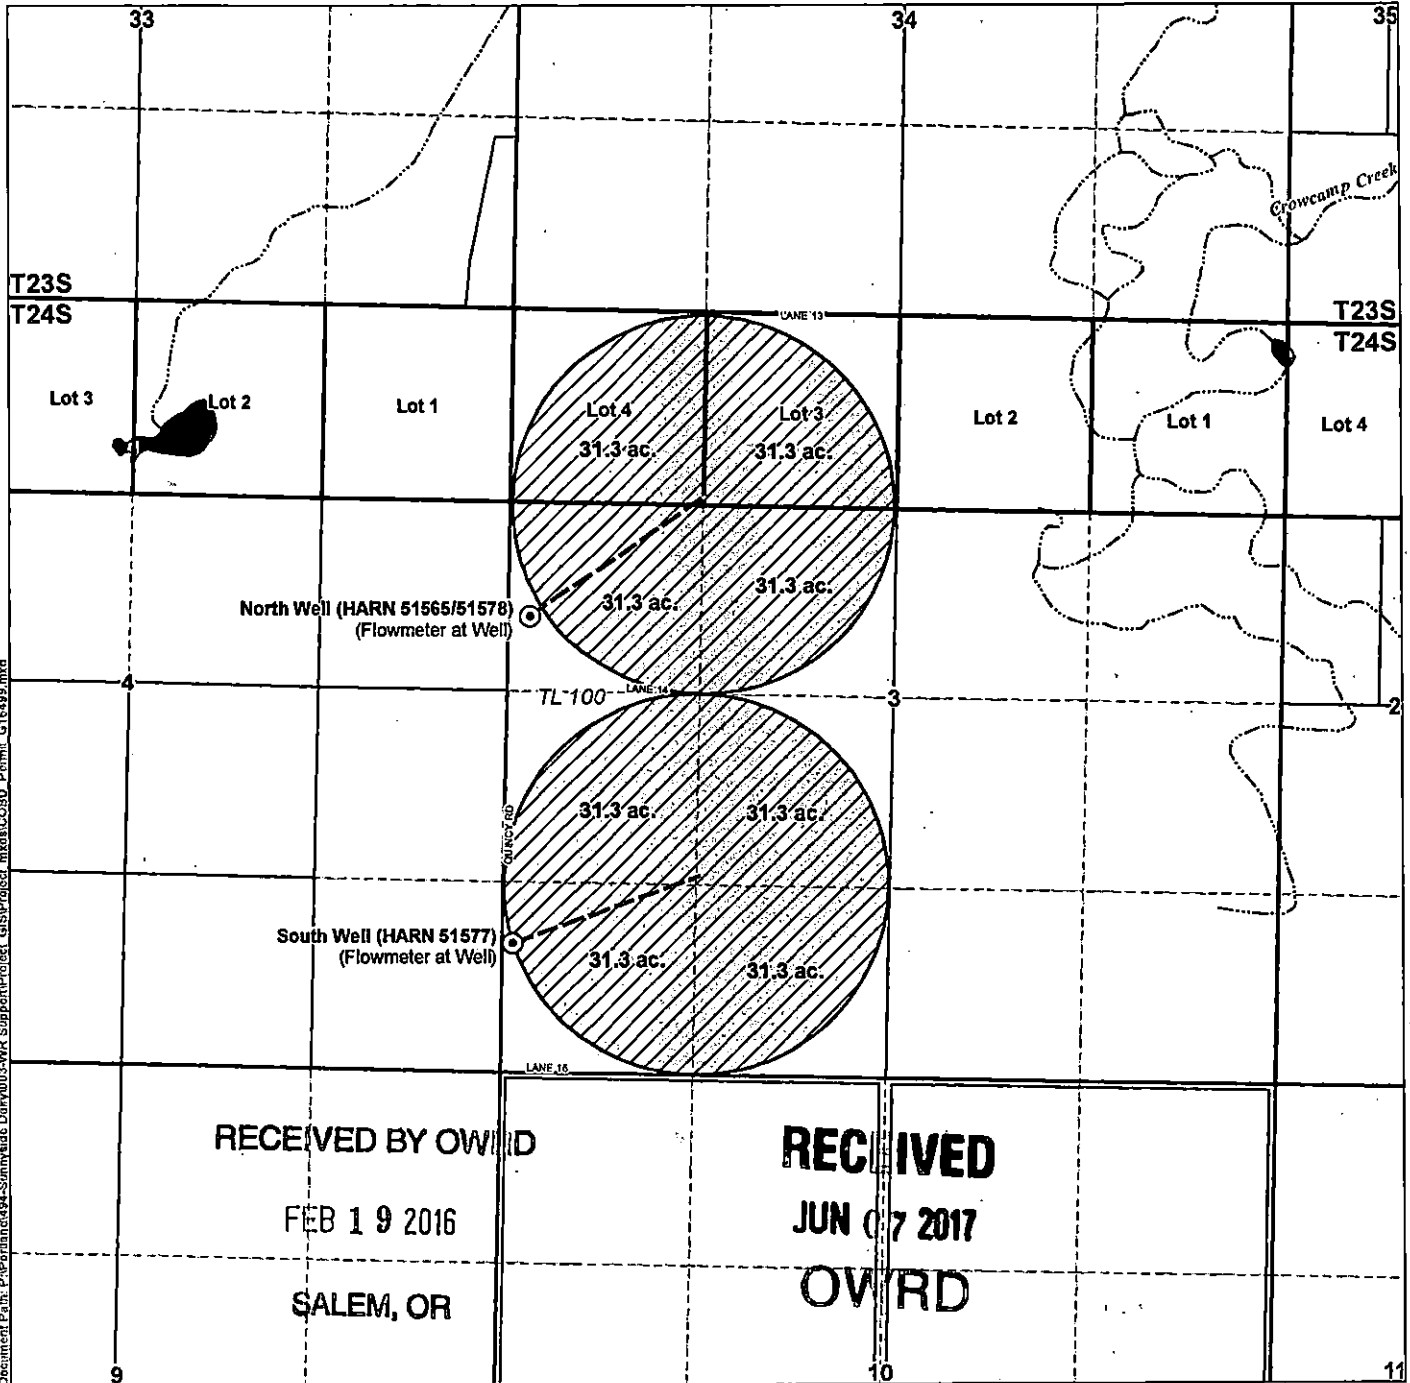 33
34
35
Crowcamp Creek
T23S
T24S
T23S
T24S
LANE 13
Lot 3
Lot 2
Lot 1
Lot 4
Lot 3
Lot 2
Lot 1
Lot 4
31.3 ac.
31.3 ac.
31.3 ac.
31.3 ac.
North Well (HARN 51565/51578)
(Flowmeter at Well)
4
TL 100
LANE 14
3
2
QUINCY RD
31.3 ac.
31.3 ac.
South Well (HARN 51577)
(Flowmeter at Well)
31.3 ac.
31.3 ac.
RECEIVED BY OWRD
FEB 19 2016
SALEM, OR
RECEIVED
JUN 07 2017
OWRD
9
10
11